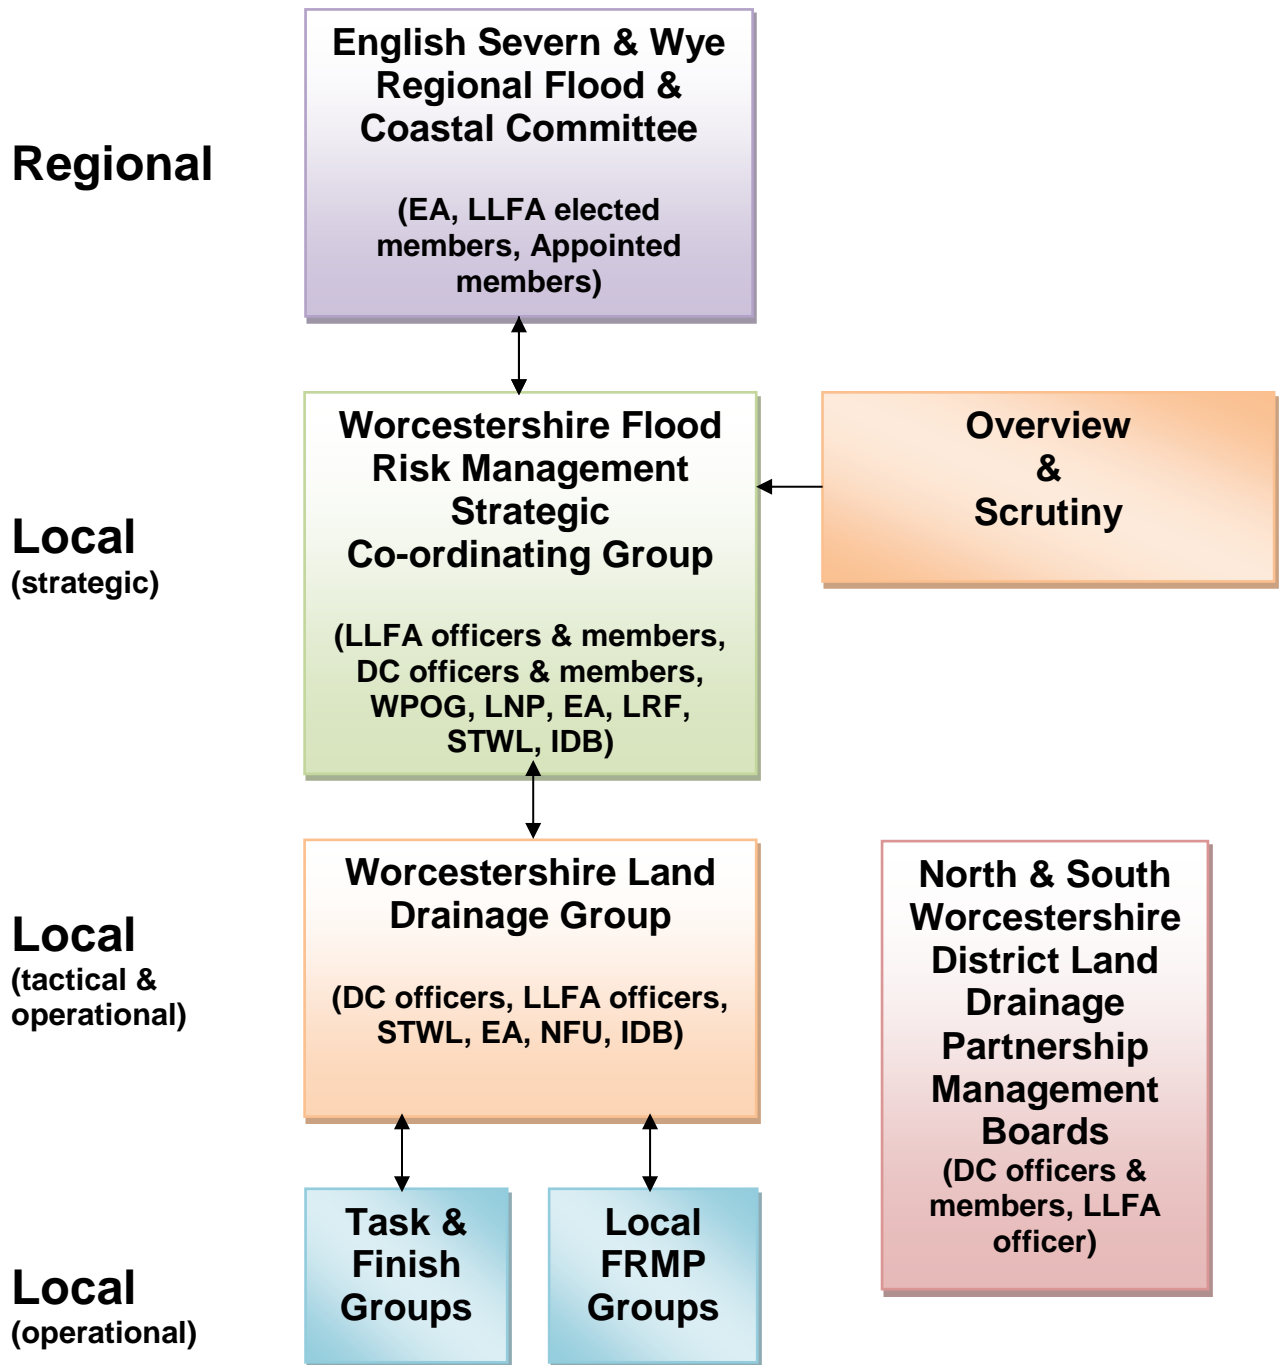 Regional
English Severn & Wye
Regional Flood &
Coastal Committee
(EA, LLFA elected
members, Appointed
members)
Local
(strategic)
Worcestershire Flood
Risk Management
Strategic
Co-ordinating Group
(LLFA officers & members,
DC officers & members,
WPOG, LNP, EA, LRF,
STWL, IDB)
Overview
&
Scrutiny
Local
(tactical &
operational)
Worcestershire Land
Drainage Group
(DC officers, LLFA officers,
STWL, EA, NFU, IDB)
North & South
Worcestershire
District Land
Drainage
Partnership
Management
Boards
(DC officers &
members, LLFA
officer)
Local
(operational)
Task &
Finish
Groups
Local
FRMP
Groups